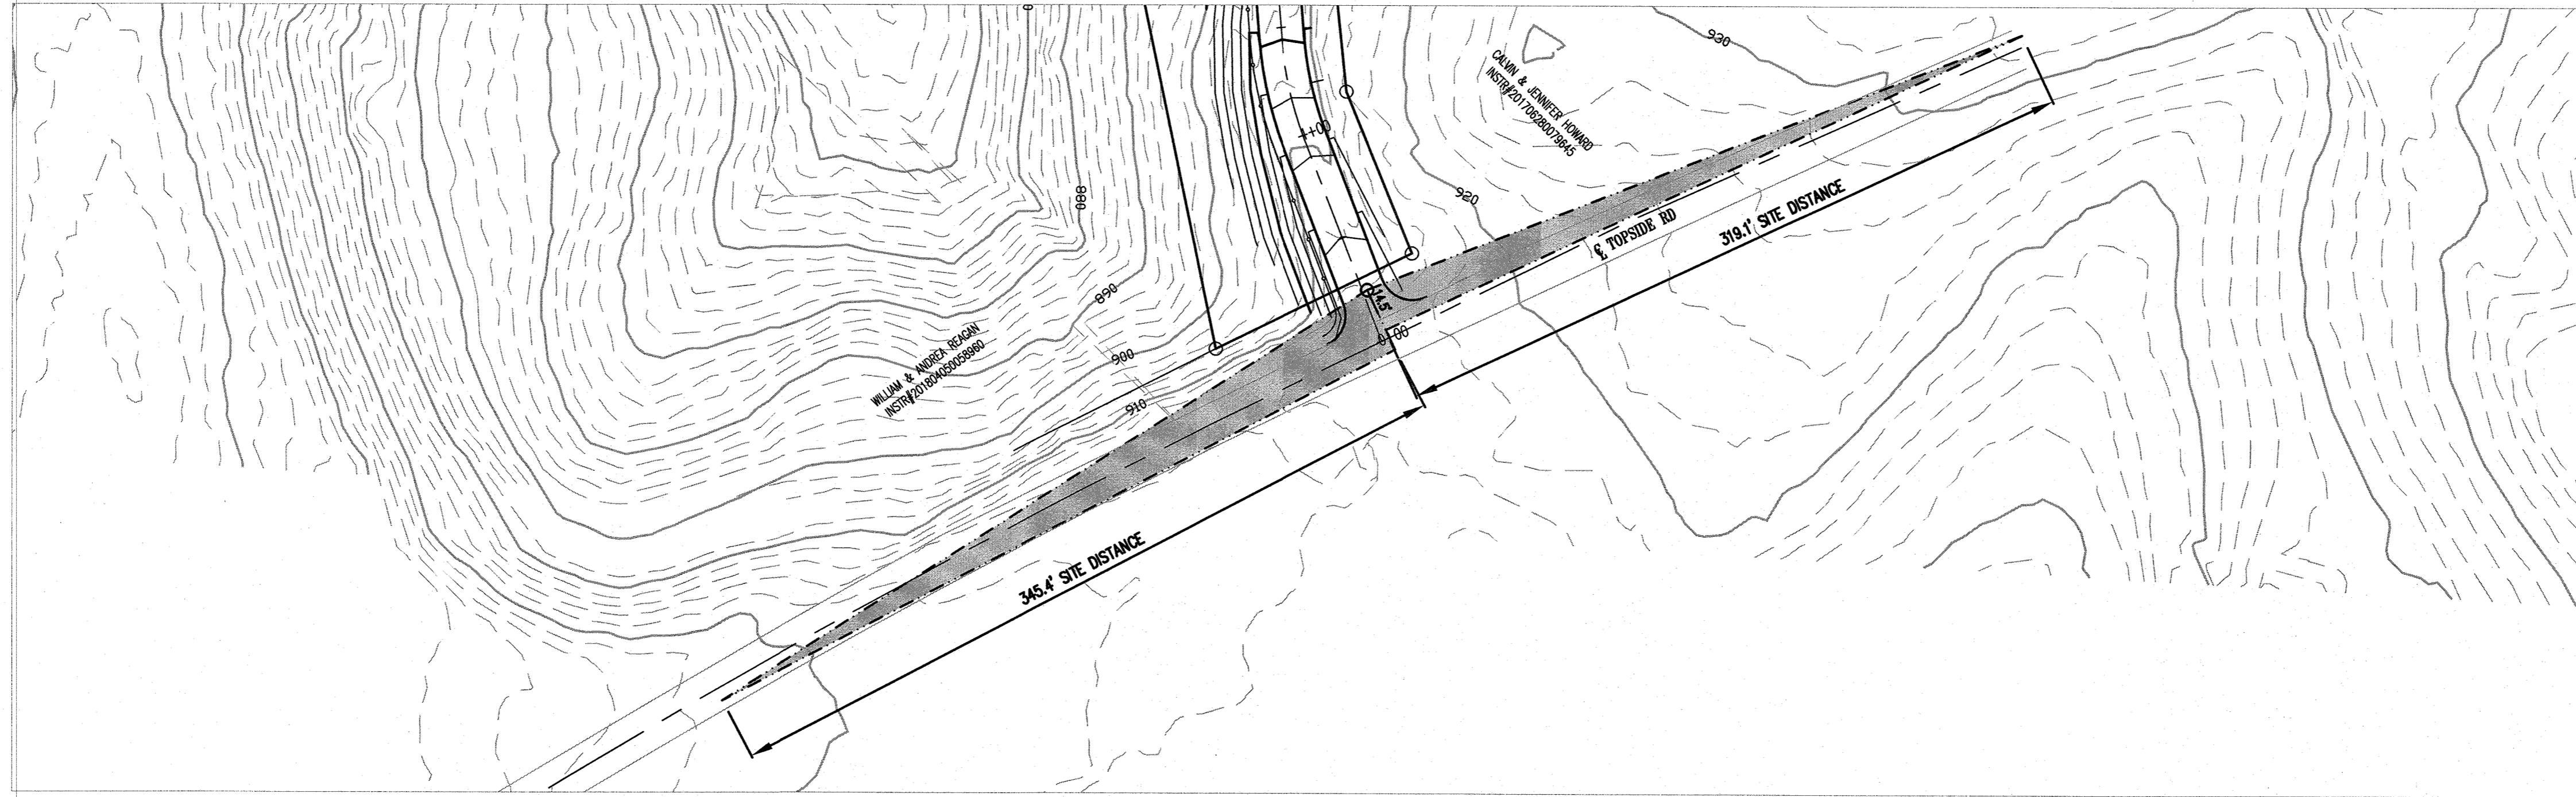 930
CALVIN & JENNIFER HOWARD
INSTR#201706280079645
880
920
++00
319.1' SITE DISTANCE
℄ TOPSIDE RD
14.5'
0+00
890
900
910
WILLIAM & ANDREA REAGAN
INSTR#201804050058960
345.4' SITE DISTANCE